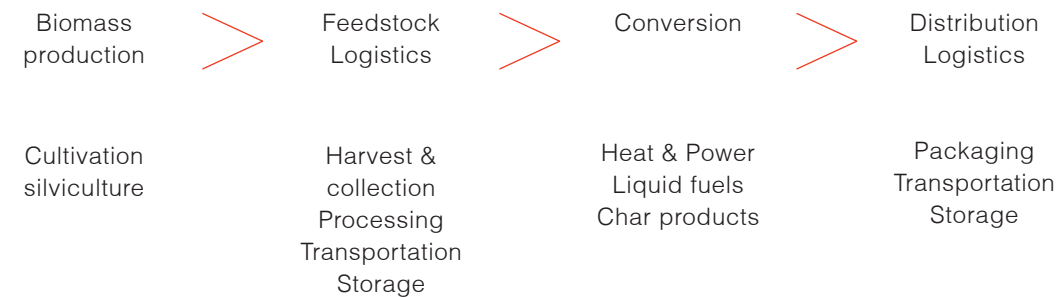 Biomass
production
Feedstock
Logistics
Conversion
Distribution
Logistics
Cultivation
silviculture
Harvest &
collection
Processing
Transportation
Storage
Heat & Power
Liquid fuels
Char products
Packaging
Transportation
Storage